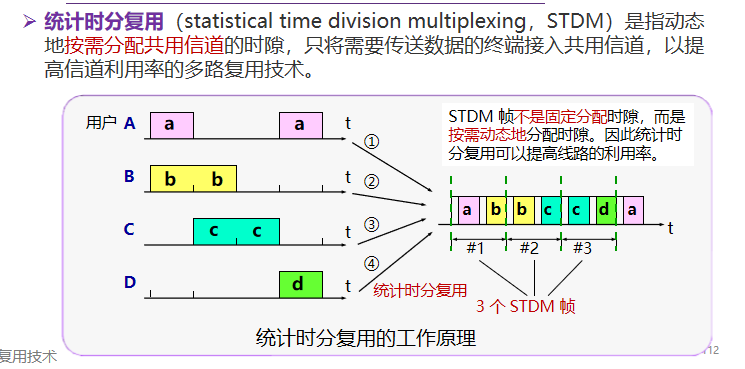 ➢ 统计时分复用（statistical time division multiplexing，STDM）是指动态
地按需分配共用信道的时隙，只将需要传送数据的终端接入共用信道，以提
高信道利用率的多路复用技术。
用户 A a a t ①
STDM 帧不是固定分配时隙，而是
按需动态地分配时隙。因此统计时
分复用可以提高线路的利用率。
B b b t ②
a b b c c d a t
C c c t ③
#1 #2 #3
D d t ④
统计时分复用
3 个 STDM 帧
统计时分复用的工作原理
复用技术
112